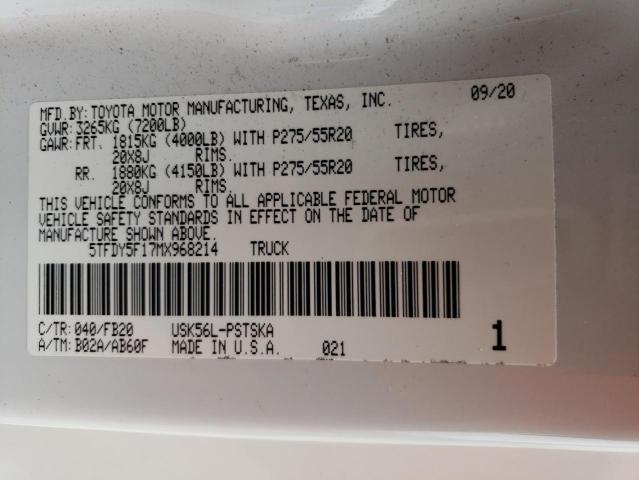 MFD.BY: TOYOTA MOTOR MANUFACTURING, TEXAS, INC. 09/20
GVWR: 3265KG (7200LB)
GAWR: FRT. 1815KG (4000LB) WITH P275/55R20 TIRES,
20X8J RIMS.
RR. 1880KG (4150LB) WITH P275/55R20 TIRES,
20X8J RIMS.
THIS VEHICLE CONFORMS TO ALL APPLICABLE FEDERAL MOTOR
VEHICLE SAFETY STANDARDS IN EFFECT ON THE DATE OF
MANUFACTURE SHOWN ABOVE.
5TFDY5F17MX968214 TRUCK
C/TR: 040/FB20 USK56L-PSTSKA
A/TM: B02A/AB60F MADE IN U.S.A. 021 1